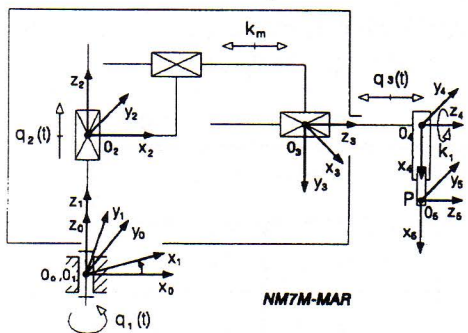 k_m
z_2
q_3(t)
y_2
y_4
q_2(t)
z_4
O_2
x_2
O_3
z_3
O_4
k_1
x_4
x_3
y_3
y_5
z_1
P
z_0
y_1
O_5
z_5
y_0
x_1
x_5
O_0,O_1
x_0
NM7M-MAR
q_1(t)